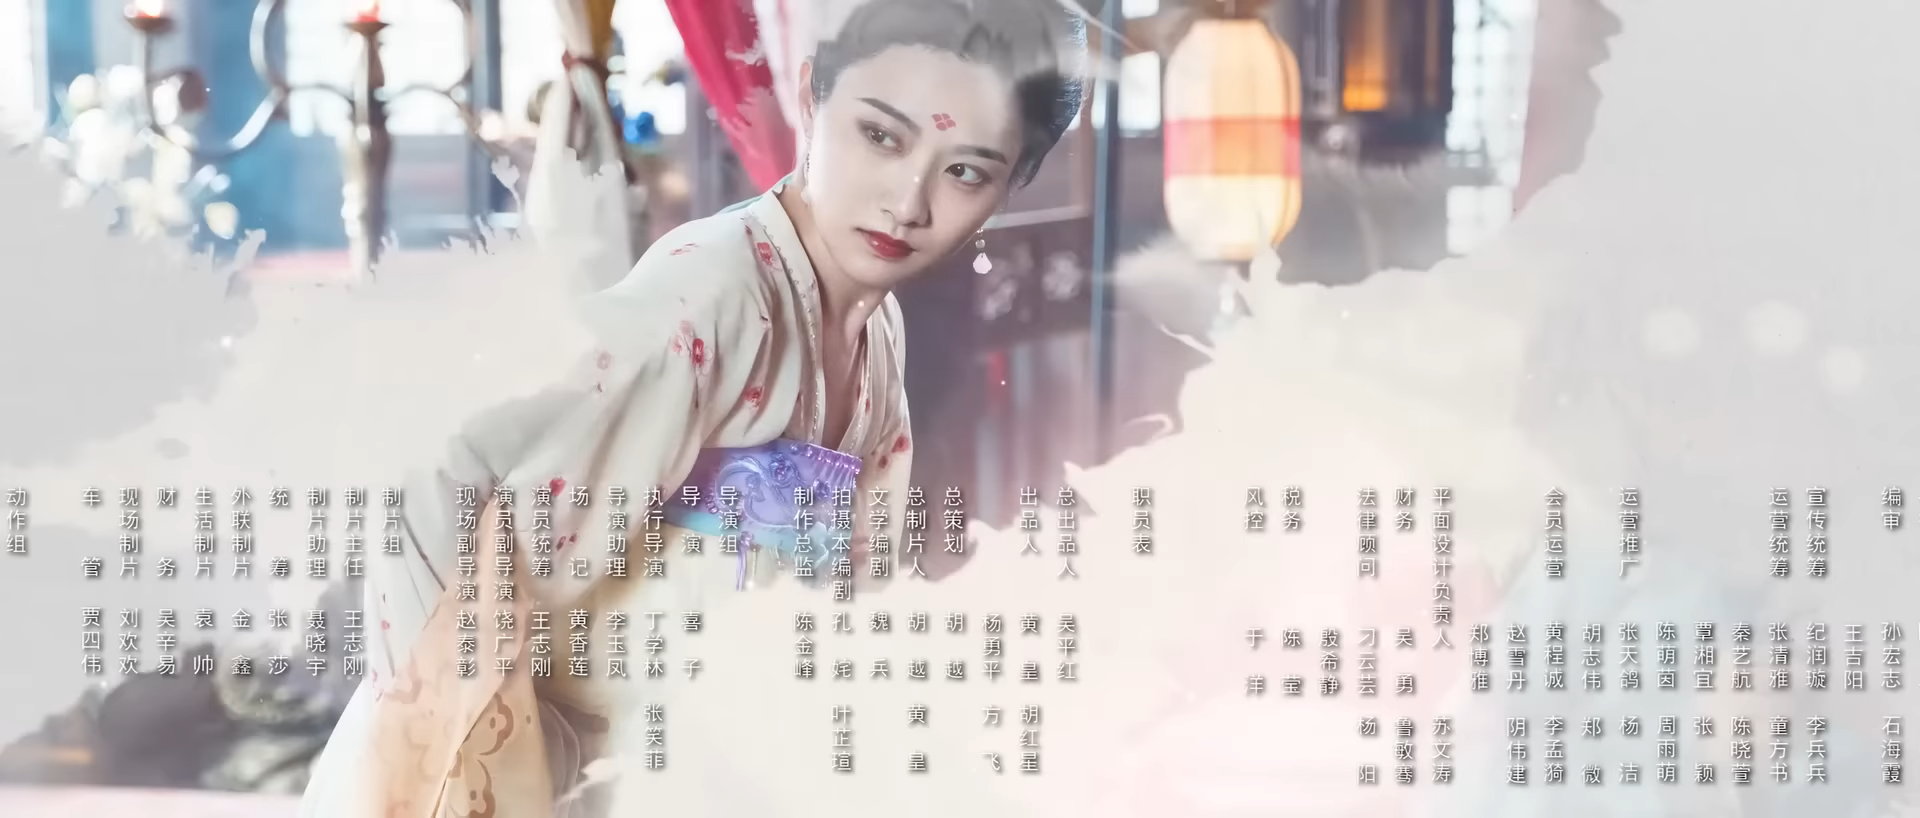 编审 孙宏志 石海霞
王吉阳
宣传统筹 纪润璇 李兵兵
运营统筹 张清雅 童方书
秦艺航 陈晓萱
覃湘宜 张颖
陈萌茵 周雨萌
运营推广 张天鸽 杨洁
胡志伟 郑微
会员运营 黄程诚 李孟漪
赵雪丹 阴伟建
郑博雅
平面设计负责人 苏文涛
财务 吴勇 鲁敏骞
法律顾问 刁云芸 杨阳
殷希静
税务 陈莹
风控 于洋
职员表
总出品人 吴平红
出品人 黄皇 胡红星
杨勇平 方飞
总策划 胡越
总制片人 胡越 黄皇
文学编剧 魏兵
拍摄本编剧 孔姹 叶芷瑄
制作总监 陈金峰
导演组
导演 喜子
执行导演 丁学林 张笑菲
导演助理 李玉凤
场记 黄香莲
演员统筹 王志刚
演员副导演 饶广平
现场副导演 赵泰彰
制片组
制片主任 王志刚
制片助理 聂晓宇
统筹 张莎
外联制片 金鑫
生活制片 袁帅
财务 吴辛易
现场制片 刘欢欢
车管 贾四伟
动作组